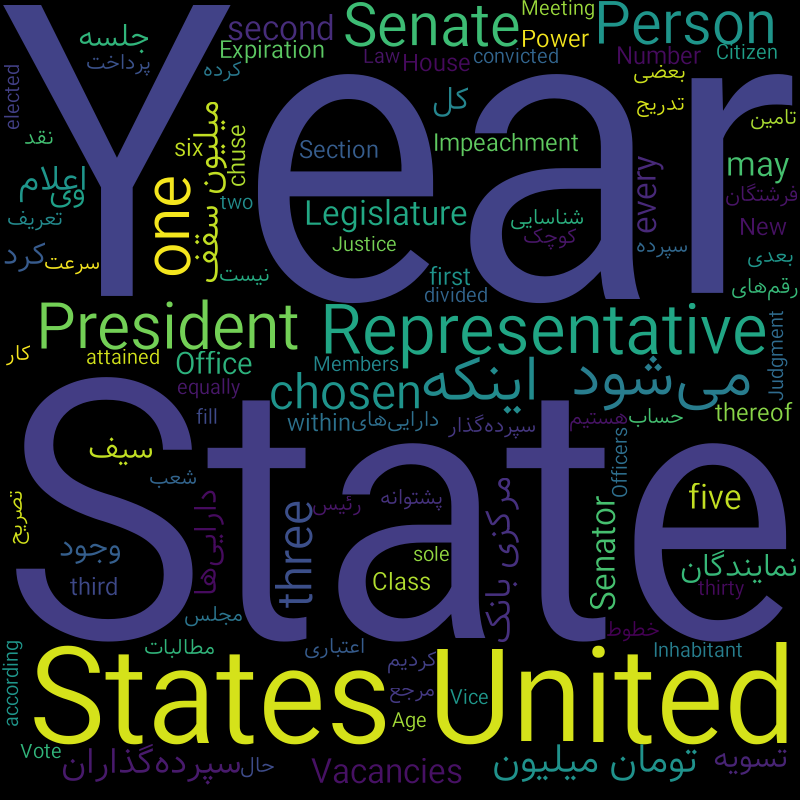 Meeting
Senate
Person
second
جلسه
Power
Expiration
Citizen
Law
House
convicted
Number
پرداخت
کرده
بعضی
elected
Year
کل
تدریج
تامین
نقد
six
میلیون سقف
chuse
Section
Impeachment
may
اعلام
وی
one
every
فرشتگان
two
Legislature
شناسایی
تعریف
کوچک
New
Justice
سپرده
کرد
سرعت
نیست
first
بعدی
divided
رقم‌های
President
Representative
کار
attained
Office
Members
Judgment
equally
chosen
اینکه
می‌شود
fill
within
دارایی‌های
سپرده‌گذار
هستیم
حساب
thereof
State
سیف
شعب
Officers
تصریح
دارایی‌ها
three
رئیس
پشتوانه
مرکزی بانک
five
Senator
وجود
sole
third
Class
نمایندگان
thirty
مجلس
خطوط
according
مطالبات
اعتباری
کردیم
Inhabitant
States
United
مرجع
Vice
Age
Vote
سپرده‌گذاران
حال
Vacancies
تومان میلیون
تسویه